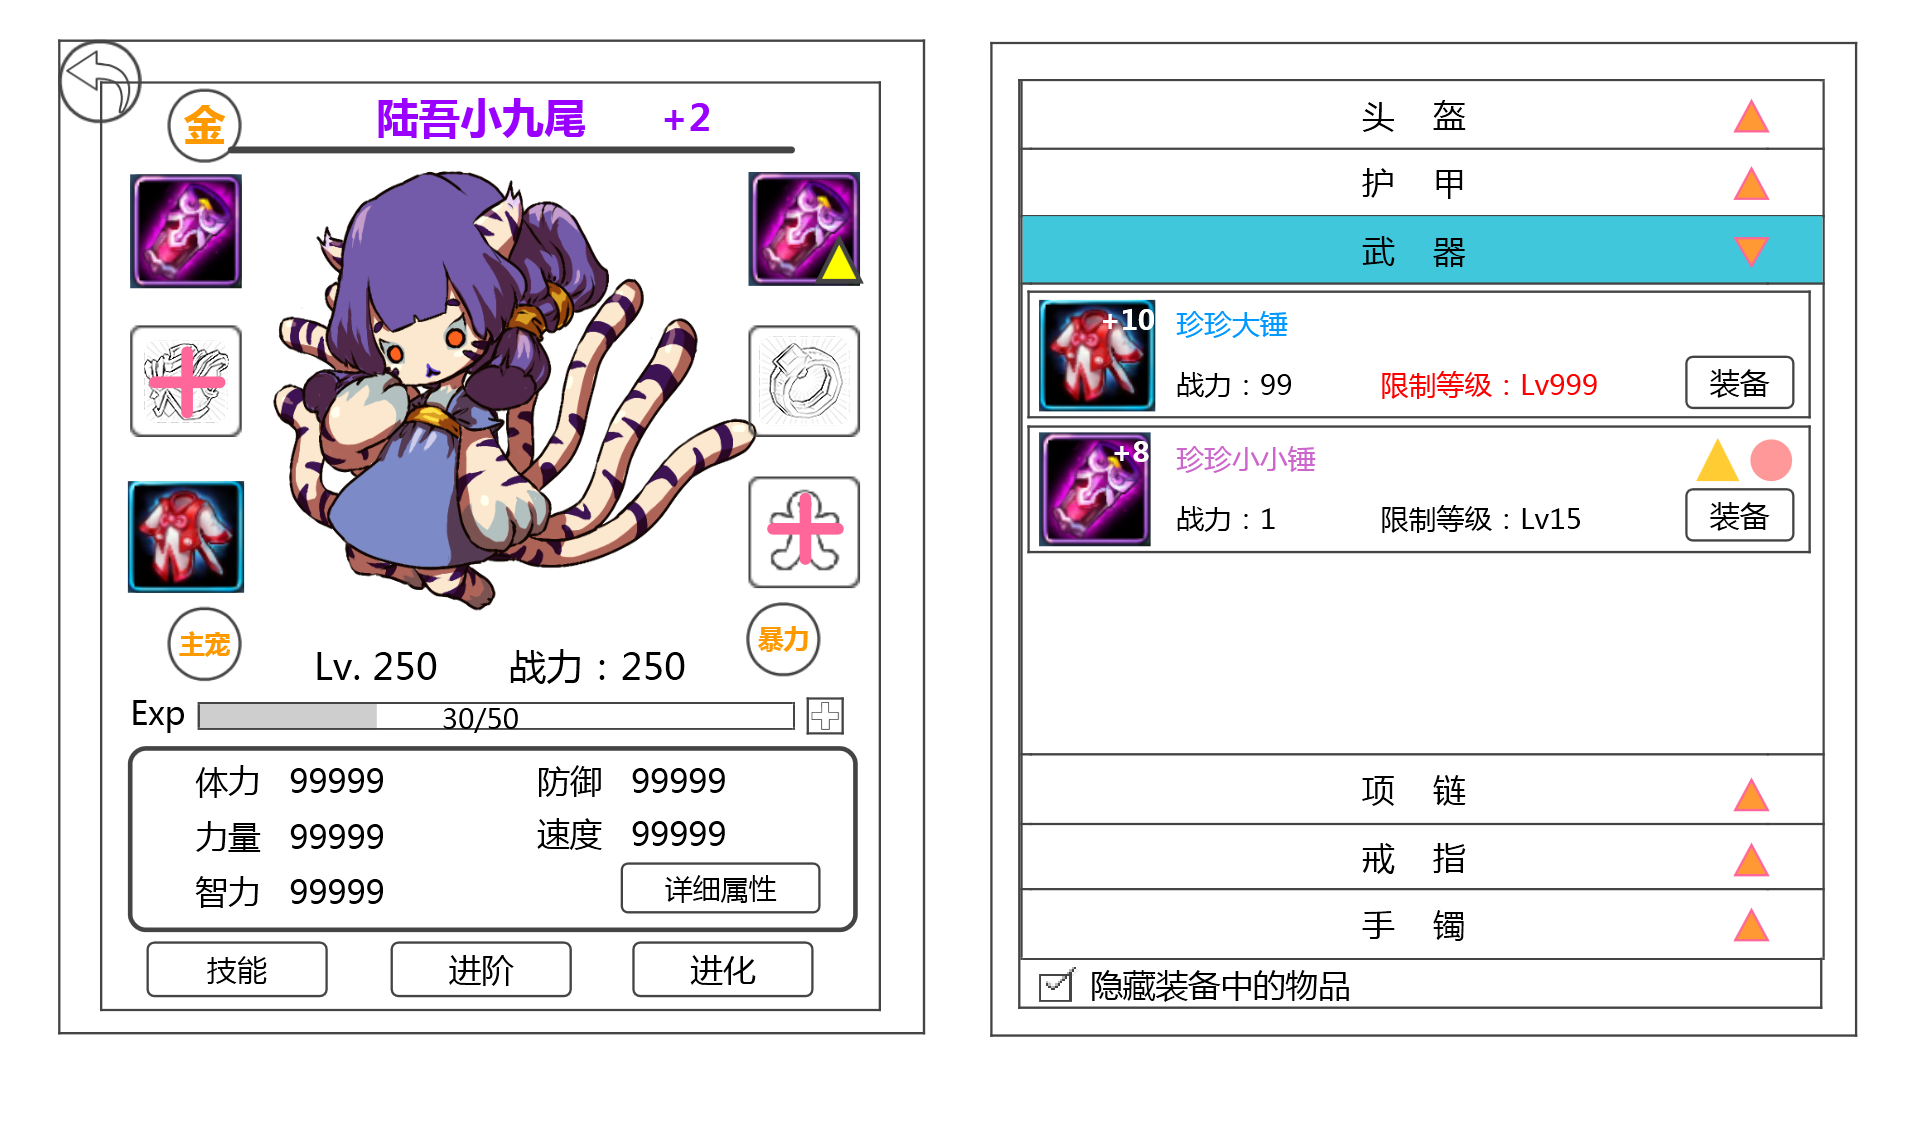 金
陆吾小九尾 +2
主宠
暴力
Lv. 250 战力：250
Exp 30/50
体力 99999 防御 99999
力量 99999 速度 99999
智力 99999 详细属性
技能 进阶 进化
头 盔
护 甲
武 器
+10 珍珍大锤
战力：99 限制等级：Lv999 装备
+8 珍珍小小锤
战力：1 限制等级：Lv15 装备
项 链
戒 指
手 镯
隐藏装备中的物品